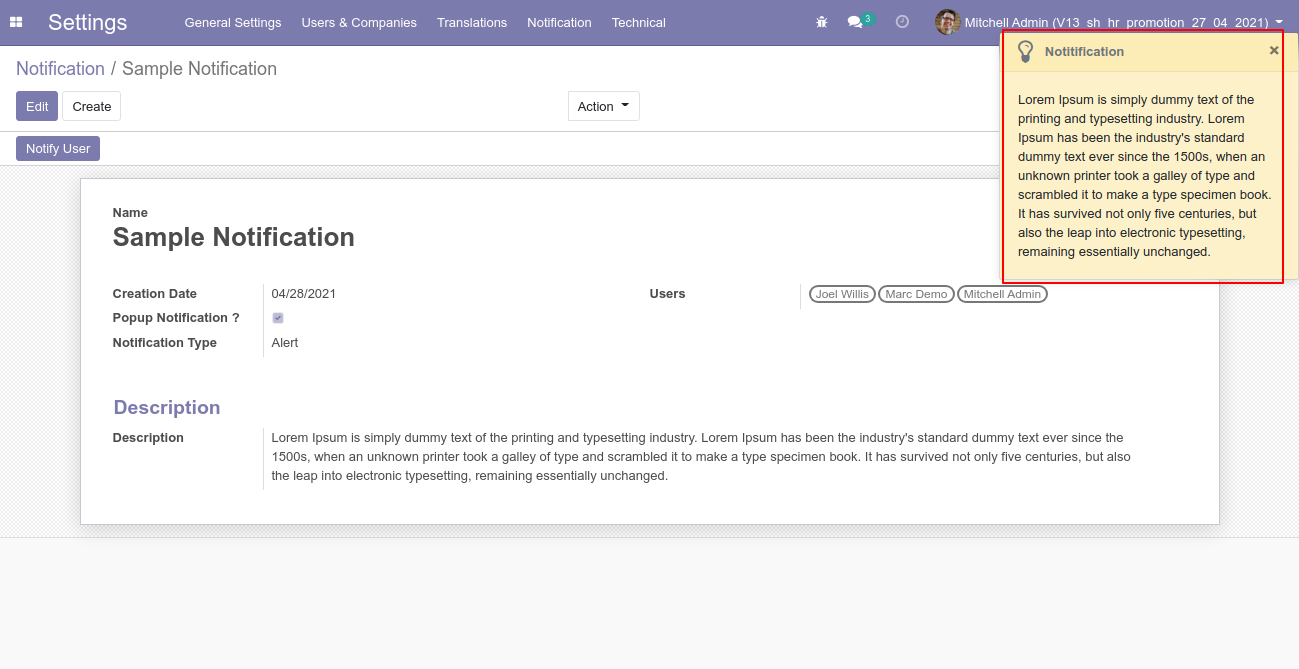 Settings General Settings Users & Companies Translations Notification Technical 3 Mitchell Admin (V13_sh_hr_promotion_27_04_2021)
Notification / Sample Notification
Edit Create Action
Notify User
Notitification ×
Lorem Ipsum is simply dummy text of the
printing and typesetting industry. Lorem
Ipsum has been the industry's standard
dummy text ever since the 1500s, when an
unknown printer took a galley of type and
scrambled it to make a type specimen book.
It has survived not only five centuries, but
also the leap into electronic typesetting,
remaining essentially unchanged.
Name
Sample Notification
Creation Date 04/28/2021 Users Joel Willis Marc Demo Mitchell Admin
Popup Notification ?
Notification Type Alert
Description
Description Lorem Ipsum is simply dummy text of the printing and typesetting industry. Lorem Ipsum has been the industry's standard dummy text ever since the
1500s, when an unknown printer took a galley of type and scrambled it to make a type specimen book. It has survived not only five centuries, but also
the leap into electronic typesetting, remaining essentially unchanged.